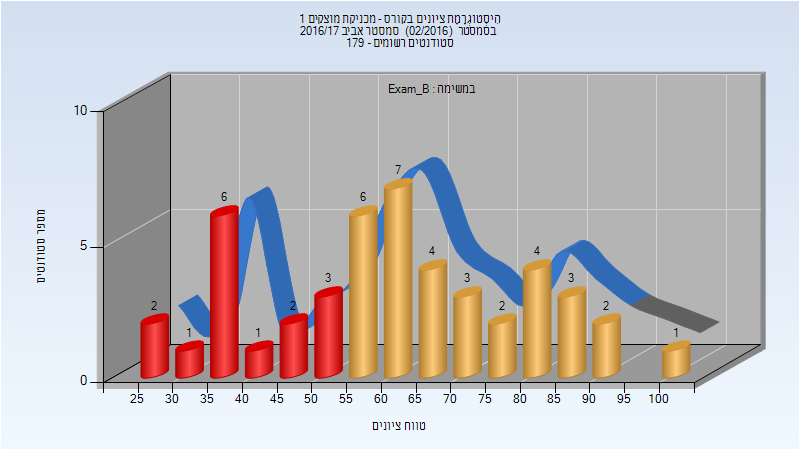 היסטוגרמת ציונים בקורס - מכניקת מוצקים 1
בסמסטר (02/2016) סמסטר אביב 2016/17
סטודנטים רשומים - 179
במשימה : Exam_B
מספר סטודנטים
10
5
0
2
1
6
1
2
3
6
7
4
3
2
4
3
2
1
25 30 35 40 45 50 55 60 65 70 75 80 85 90 95 100
טווח ציונים